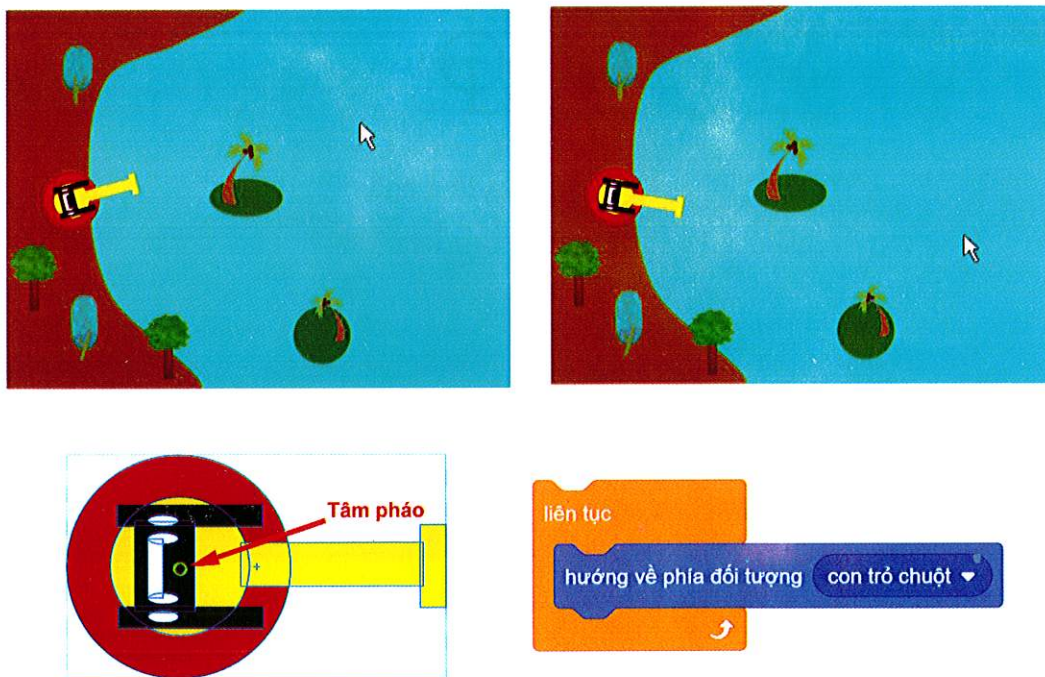 Tâm pháo
liên tục
hướng về phía đối tượng con trỏ chuột